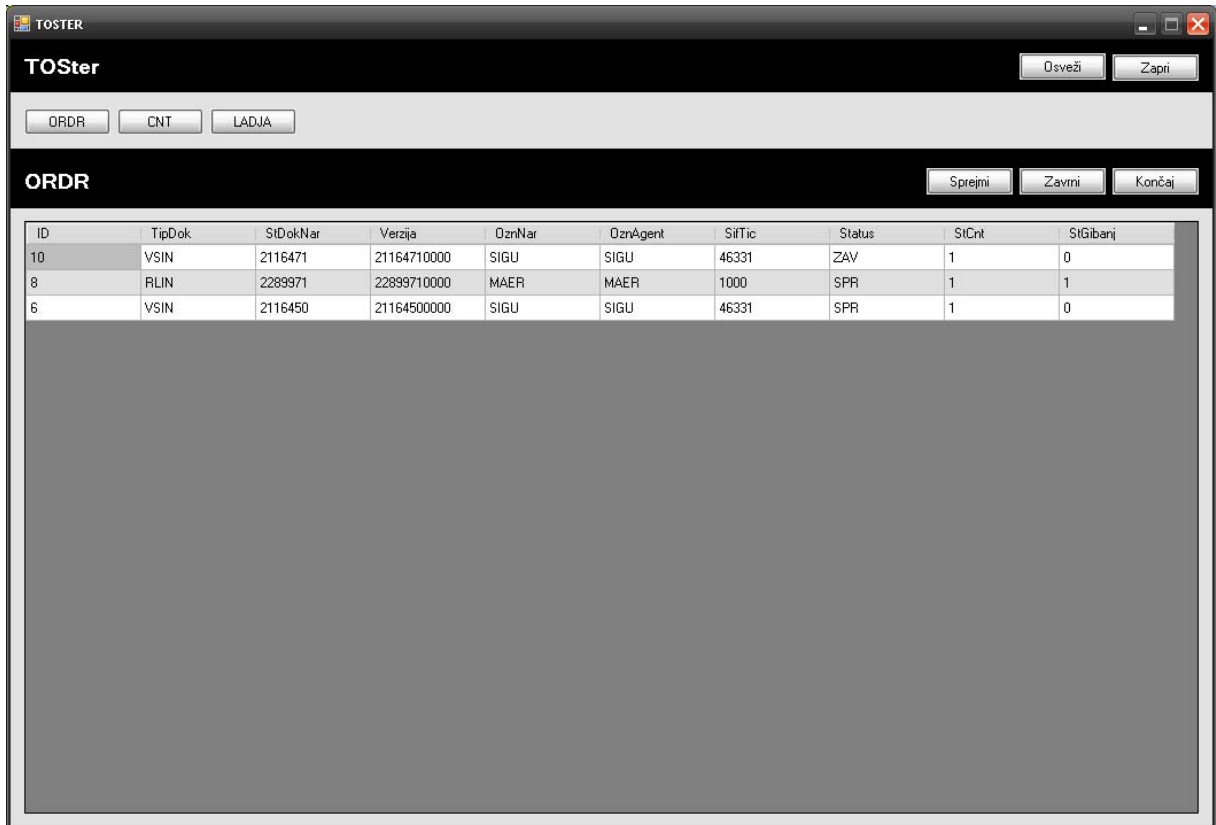 TOSTER
TOSter Osveži Zapri
ORDR CNT LADJA
ORDR Sprejmi Zavrni Končaj
ID TipDok StDokNar Verzija OznNar OznAgent SifTic Status StCnt StGibanj
10 VSIN 2116471 21164710000 SIGU SIGU 46331 ZAV 1 0
8 RLIN 2289971 22899710000 MAER MAER 1000 SPR 1 1
6 VSIN 2116450 21164500000 SIGU SIGU 46331 SPR 1 0